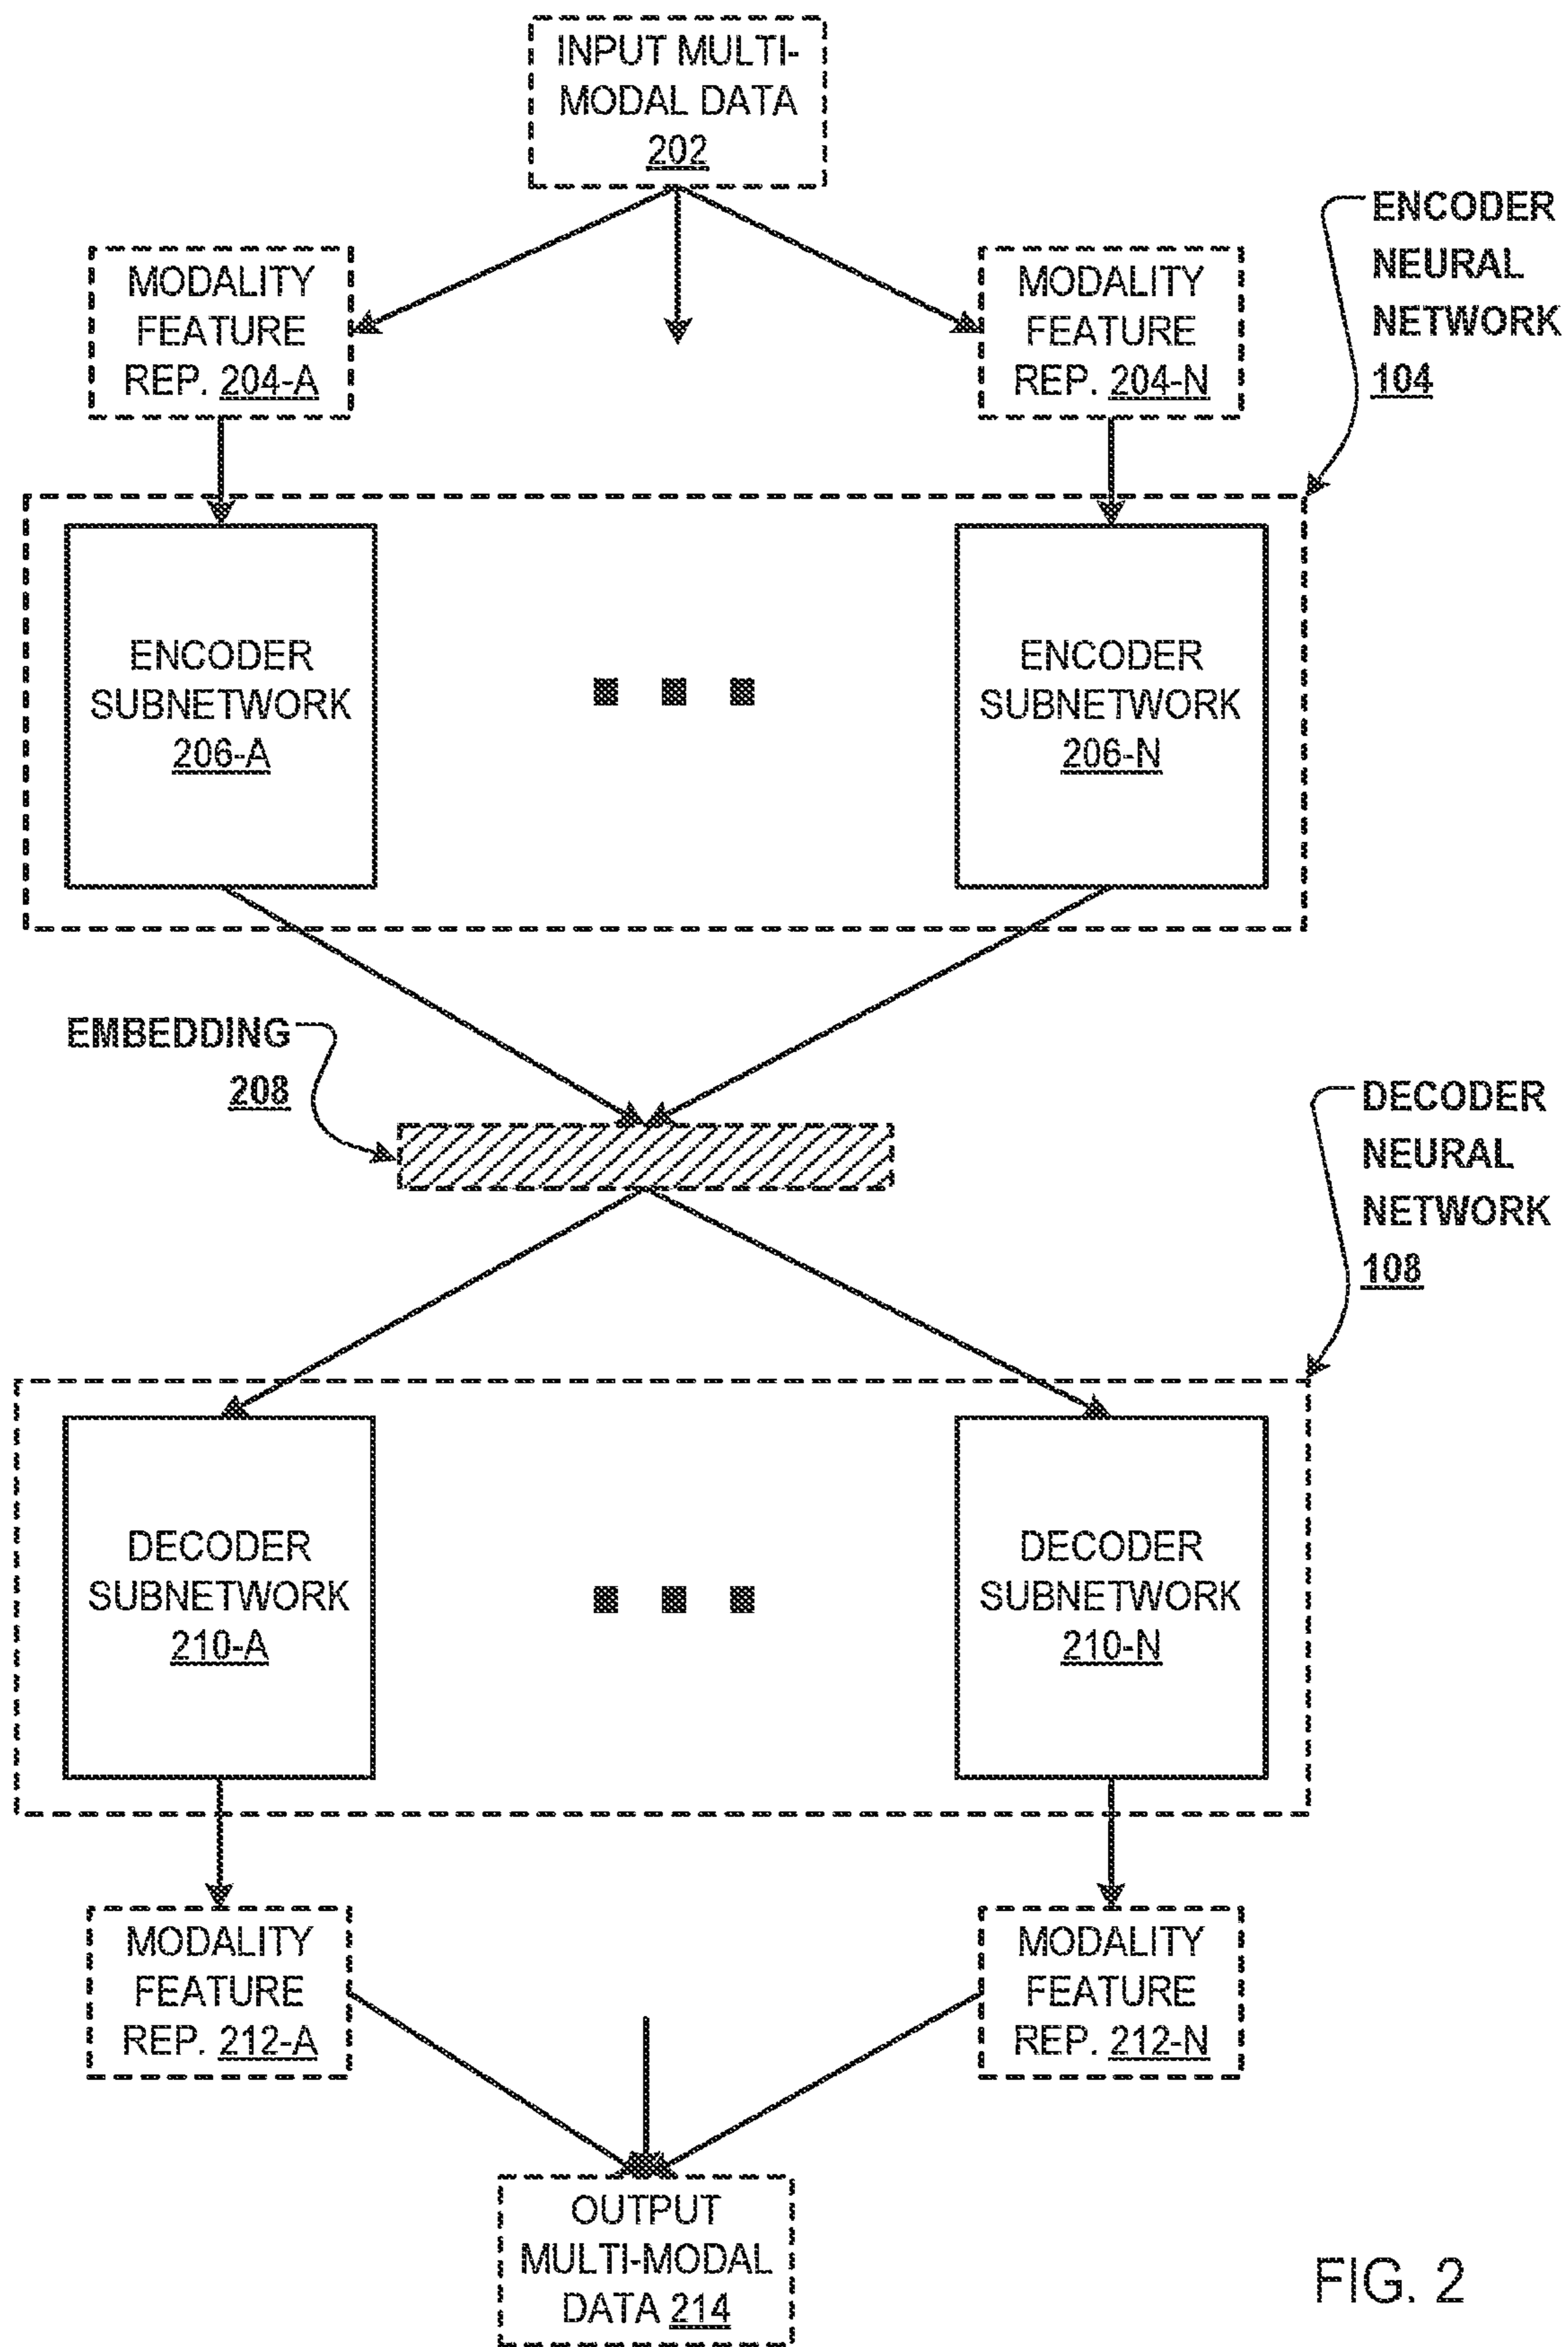 INPUT MULTI-
MODAL DATA
202
MODALITY
FEATURE
REP. 204-A
MODALITY
FEATURE
REP. 204-N
ENCODER
NEURAL
NETWORK
104
ENCODER
SUBNETWORK
206-A
ENCODER
SUBNETWORK
206-N
EMBEDDING
208
DECODER
NEURAL
NETWORK
108
DECODER
SUBNETWORK
210-A
DECODER
SUBNETWORK
210-N
MODALITY
FEATURE
REP. 212-A
MODALITY
FEATURE
REP. 212-N
OUTPUT
MULTI-MODAL
DATA 214
FIG. 2